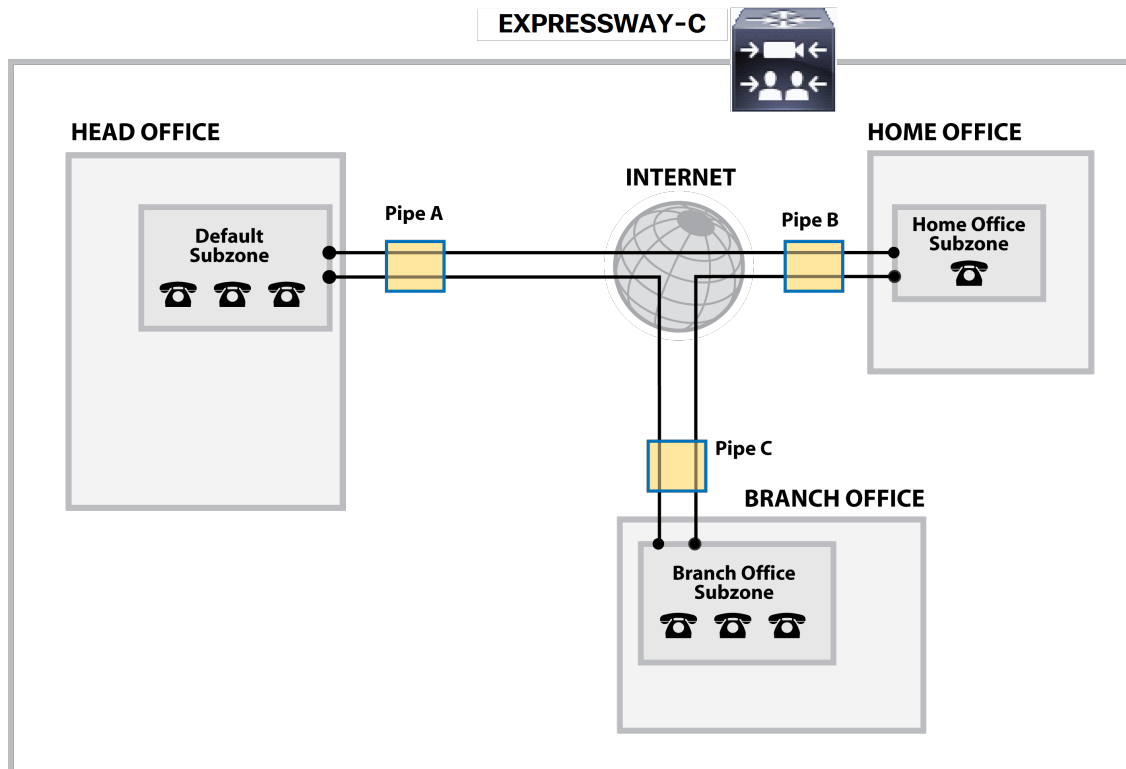 EXPRESSWAY-C
HEAD OFFICE
HOME OFFICE
INTERNET
Pipe A
Pipe B
Default
Subzone
Home Office
Subzone
Pipe C
BRANCH OFFICE
Branch Office
Subzone